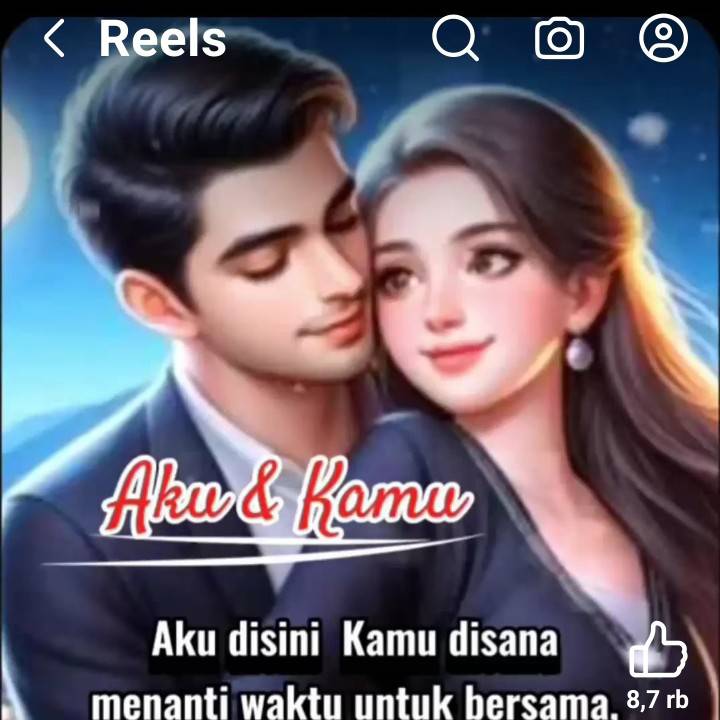 Reels
Aku & Kamu
Aku disini Kamu disana
menanti waktu untuk bersama.
8,7 rb